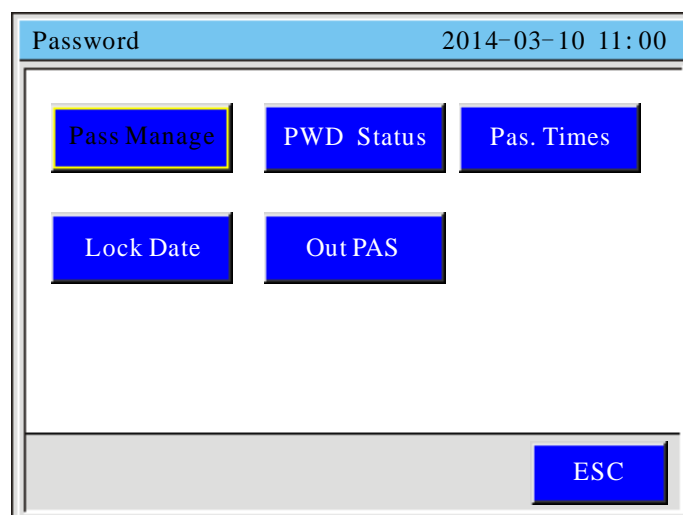 Password 2014-03-10 11:00
Pass Manage PWD Status Pas. Times
Lock Date Out PAS
ESC